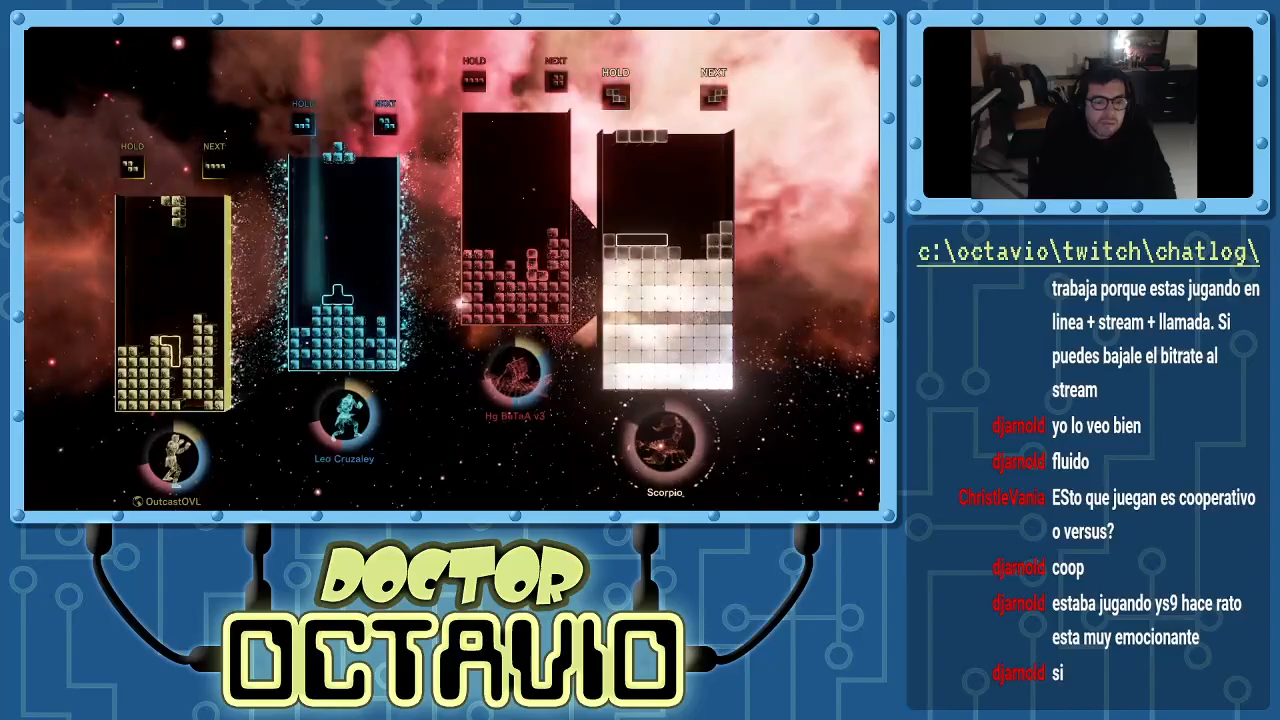 HOLD NEXT
HOLD NEXT
HOLD NEXT
HOLD NEXT
OutcastOVL
Leo Cruzaley
Hg BaTaA v3
Scorpio
DOCTOR
OCTAVIO
c:\octavio\twitch\chatlog\
trabaja porque estas jugando en
linea + stream + llamada. Si
puedes bajale el bitrate al
stream
djarnold yo lo veo bien
djarnold fluido
ChristleVania ESto que juegan es cooperativo
o versus?
djarnold coop
djarnold estaba jugando ys9 hace rato
esta muy emocionante
djarnold si